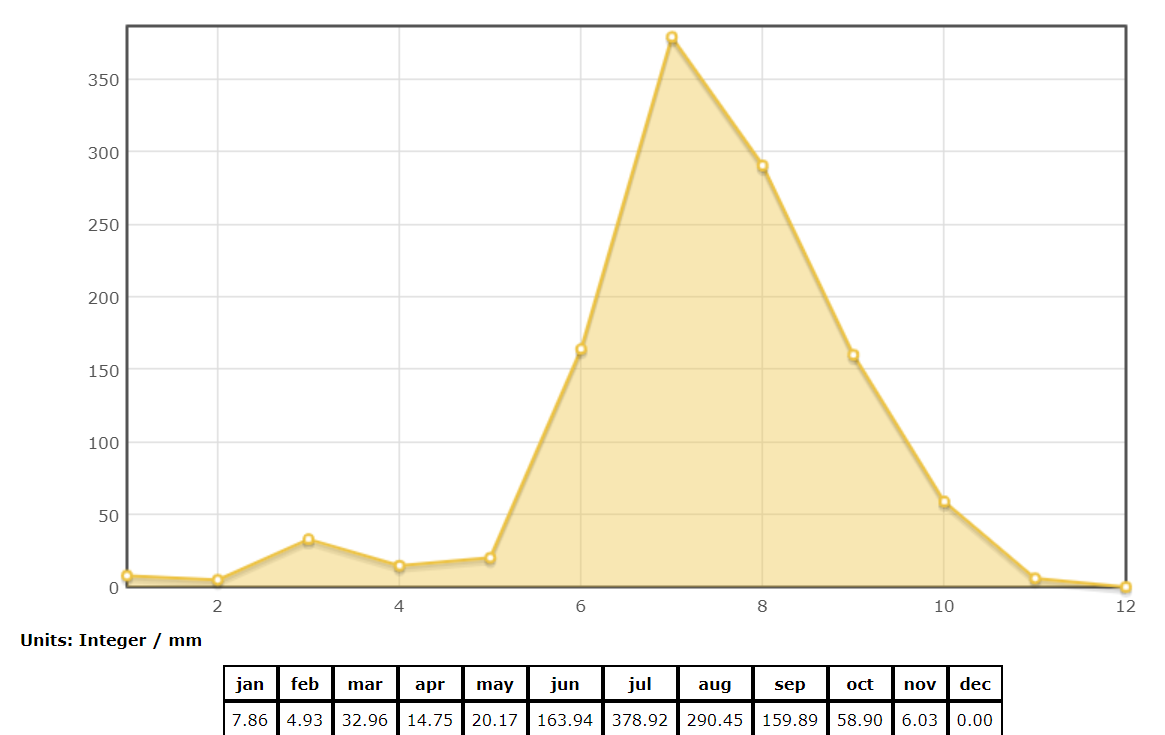 350
300
250
200
150
100
50
0
2 4 6 8 10 12
Units: Integer / mm
jan feb mar apr may jun jul aug sep oct nov dec
7.86 4.93 32.96 14.75 20.17 163.94 378.92 290.45 159.89 58.90 6.03 0.00